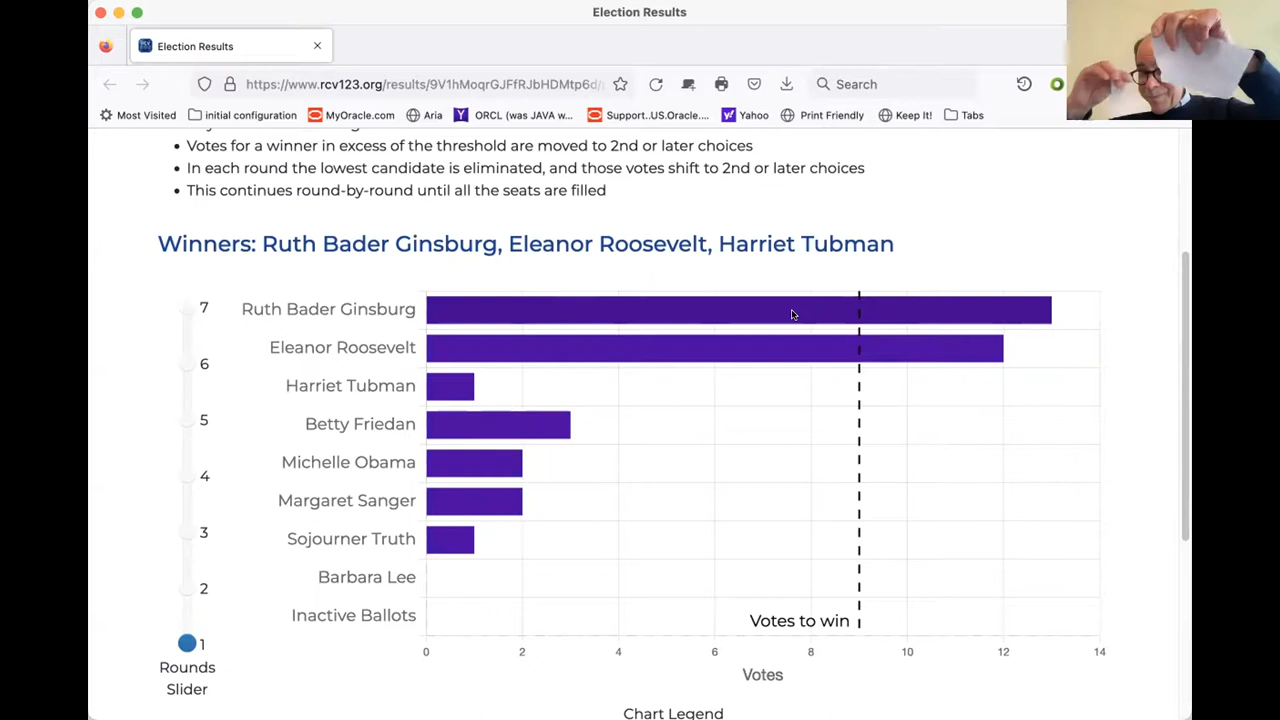 Election Results
Election Results
https://www.rcv123.org/results/9V1hMoqrGJFfRJbHDMtp6d/
Search
Most Visited initial configuration MyOracle.com Aria ORCL (was JAVA w... Support..US.Oracle.... Yahoo Print Friendly Keep It! Tabs
Votes for a winner in excess of the threshold are moved to 2nd or later choices
In each round the lowest candidate is eliminated, and those votes shift to 2nd or later choices
This continues round-by-round until all the seats are filled
Winners: Ruth Bader Ginsburg, Eleanor Roosevelt, Harriet Tubman
7
6
5
4
3
2
1
Rounds
Slider
Ruth Bader Ginsburg
Eleanor Roosevelt
Harriet Tubman
Betty Friedan
Michelle Obama
Margaret Sanger
Sojourner Truth
Barbara Lee
Inactive Ballots
Votes to win
0 2 4 6 8 10 12 14
Votes
Chart Legend